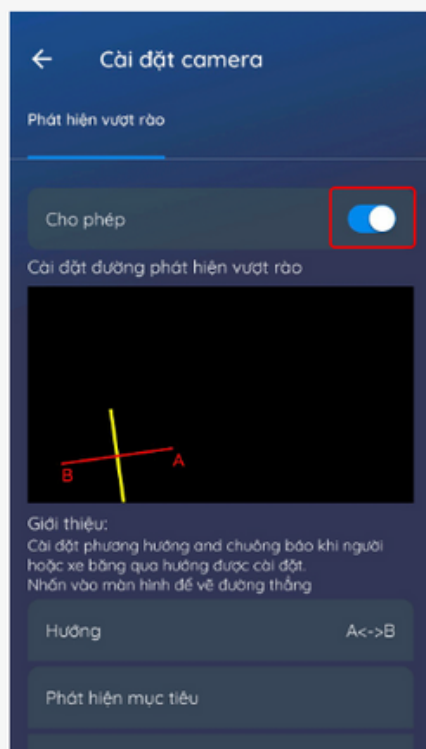 Cài đặt camera
Phát hiện vượt rào
Cho phép
Cài đặt đường phát hiện vượt rào
B
A
Giới thiệu:
Cài đặt phương hướng and chuông báo khi người
hoặc xe băng qua hướng được cài đặt.
Nhấn vào màn hình để vẽ đường thẳng
Hướng A<->B
Phát hiện mục tiêu